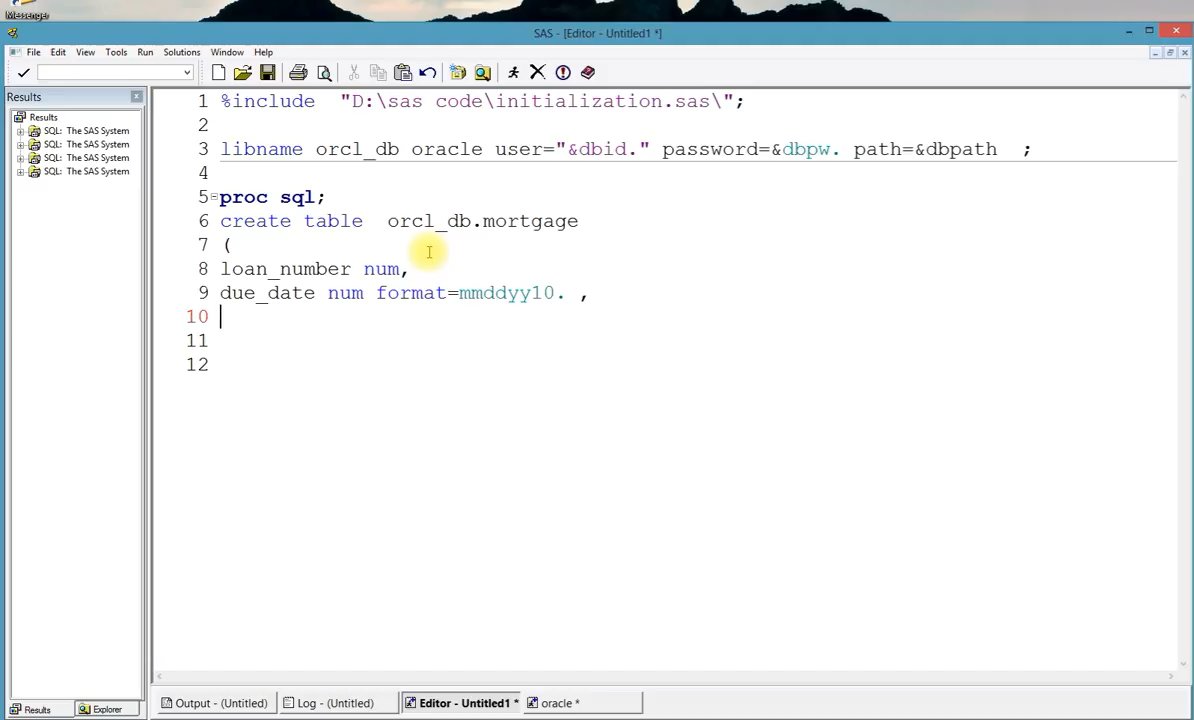 Messenger
SAS - [Editor - Untitled1 *]
File Edit View Tools Run Solutions Window Help
Results
Results
SQL: The SAS System
SQL: The SAS System
SQL: The SAS System
SQL: The SAS System
1 %include "D:\sas code\initialization.sas\";
2
3 libname orcl_db oracle user="&dbid." password=&dbpw. path=&dbpath ;
4
5 proc sql;
6 create table orcl_db.mortgage
7 (
8 loan_number num,
9 due_date num format=mmddyy10. ,
10
11
12
Results Explorer
Output - (Untitled) Log - (Untitled) Editor - Untitled1 * oracle *